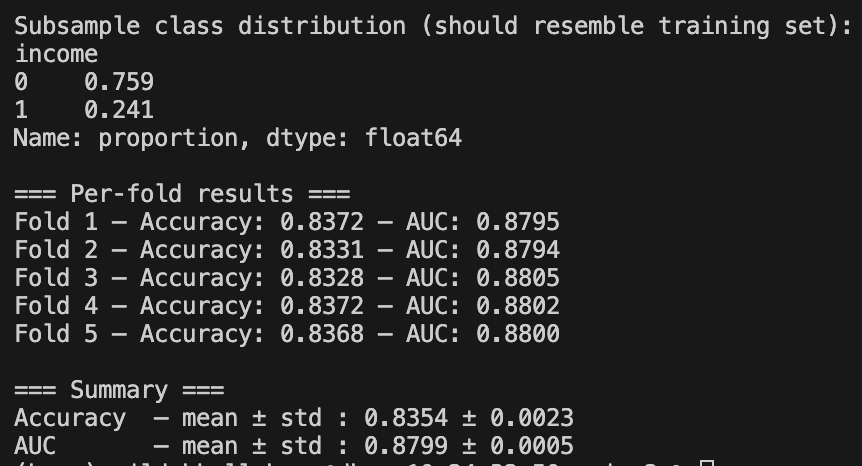 Subsample class distribution (should resemble training set):
income
0    0.759
1    0.241
Name: proportion, dtype: float64

=== Per-fold results ===
Fold 1 – Accuracy: 0.8372 – AUC: 0.8795
Fold 2 – Accuracy: 0.8331 – AUC: 0.8794
Fold 3 – Accuracy: 0.8328 – AUC: 0.8805
Fold 4 – Accuracy: 0.8372 – AUC: 0.8802
Fold 5 – Accuracy: 0.8368 – AUC: 0.8800

=== Summary ===
Accuracy  – mean ± std : 0.8354 ± 0.0023
AUC       – mean ± std : 0.8799 ± 0.0005